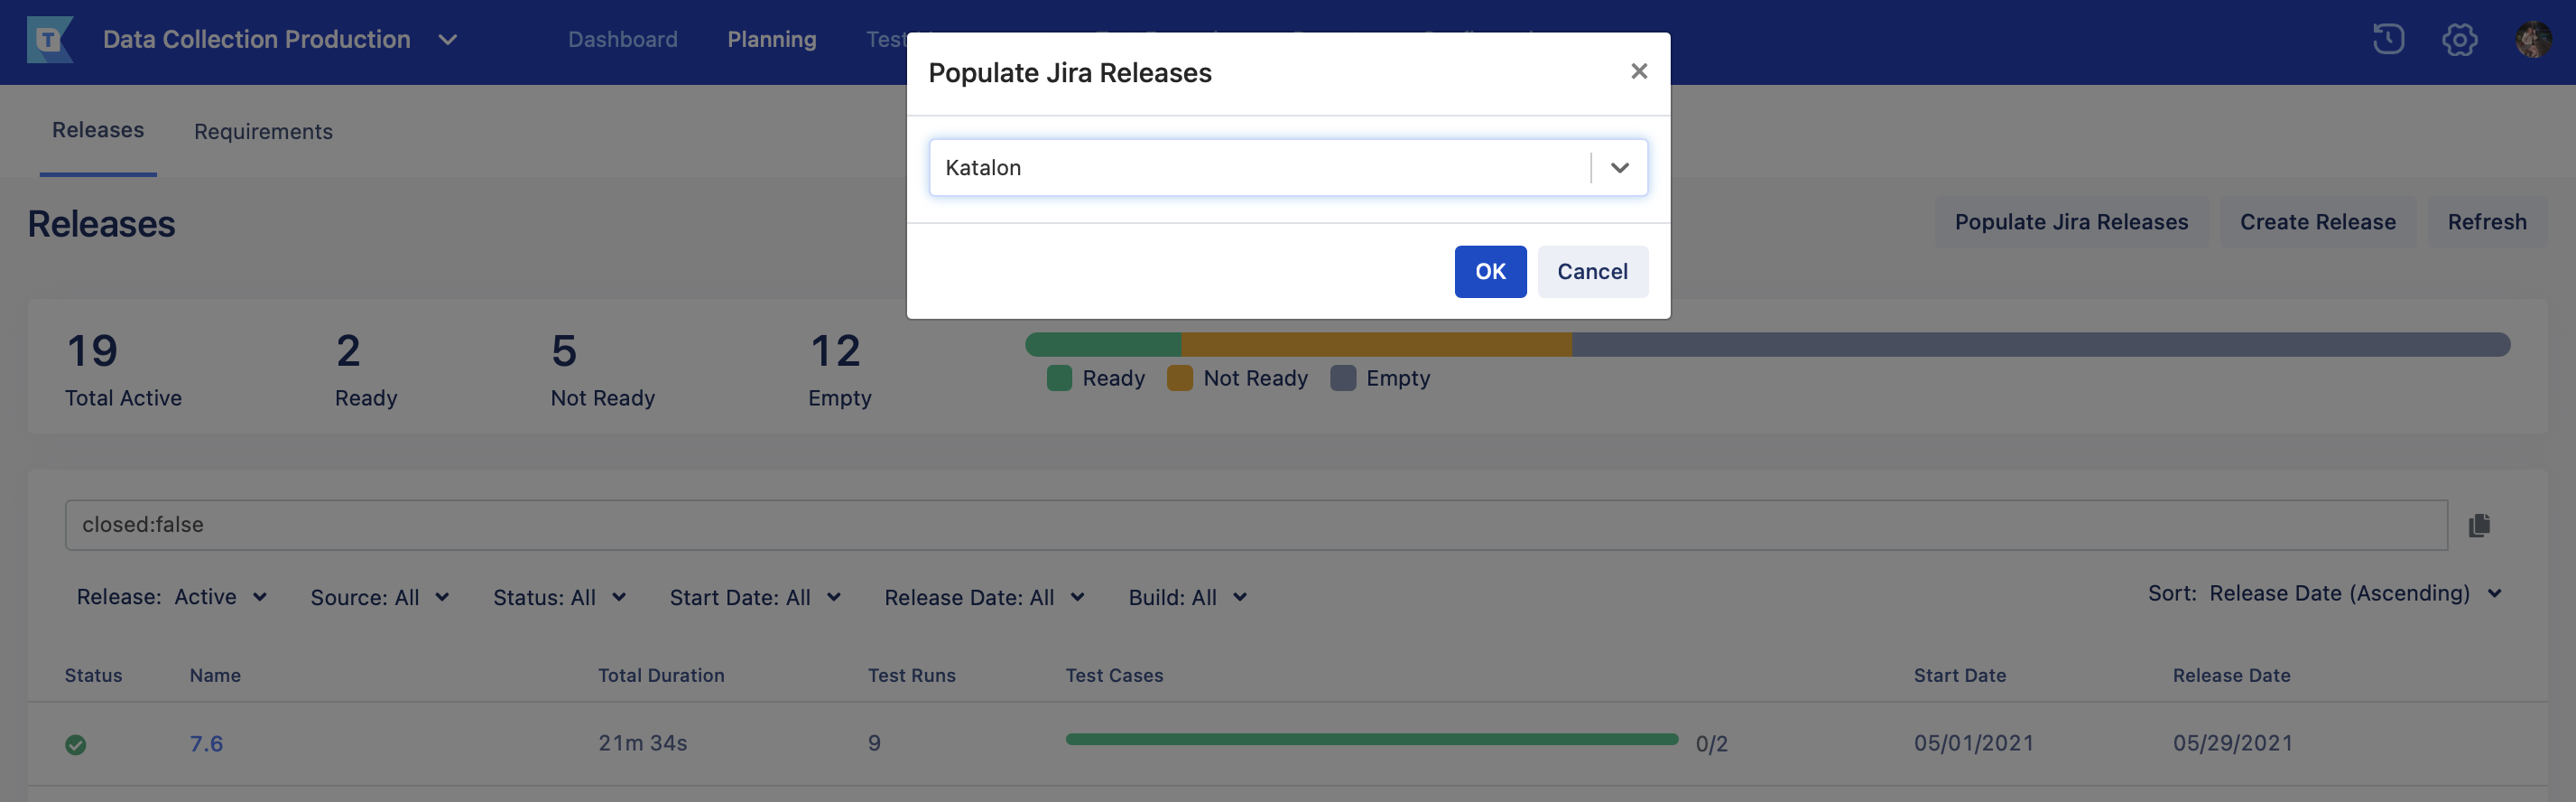 T Data Collection Production Dashboard Planning Test
Populate Jira Releases
Releases Requirements
Katalon
Releases
Populate Jira Releases Create Release Refresh
OK Cancel
19 2 5 12
Total Active Ready Not Ready Empty
Ready Not Ready Empty
closed:false
Release: Active Source: All Status: All Start Date: All Release Date: All Build: All Sort: Release Date (Ascending)
Status Name Total Duration Test Runs Test Cases Start Date Release Date
7.6 21m 34s 9 0/2 05/01/2021 05/29/2021